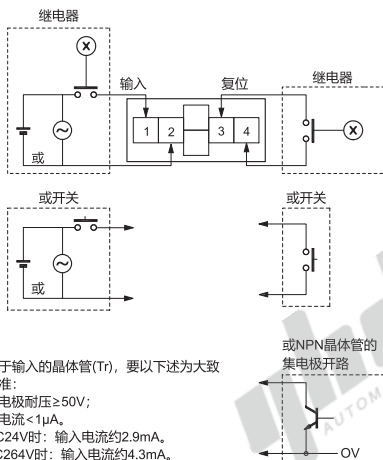 继电器
X
输入
复位
继电器
1 2 3 4
X
或
或开关
或开关
或
或NPN晶体管的
集电极开路
于输入的晶体管(Tr)，要以下述为大致
准：
电极耐压≥50V；
电流<1μA。
C24V时：输入电流约2.9mA。
C264V时：输入电流约4.3mA。
OV
AUTOM